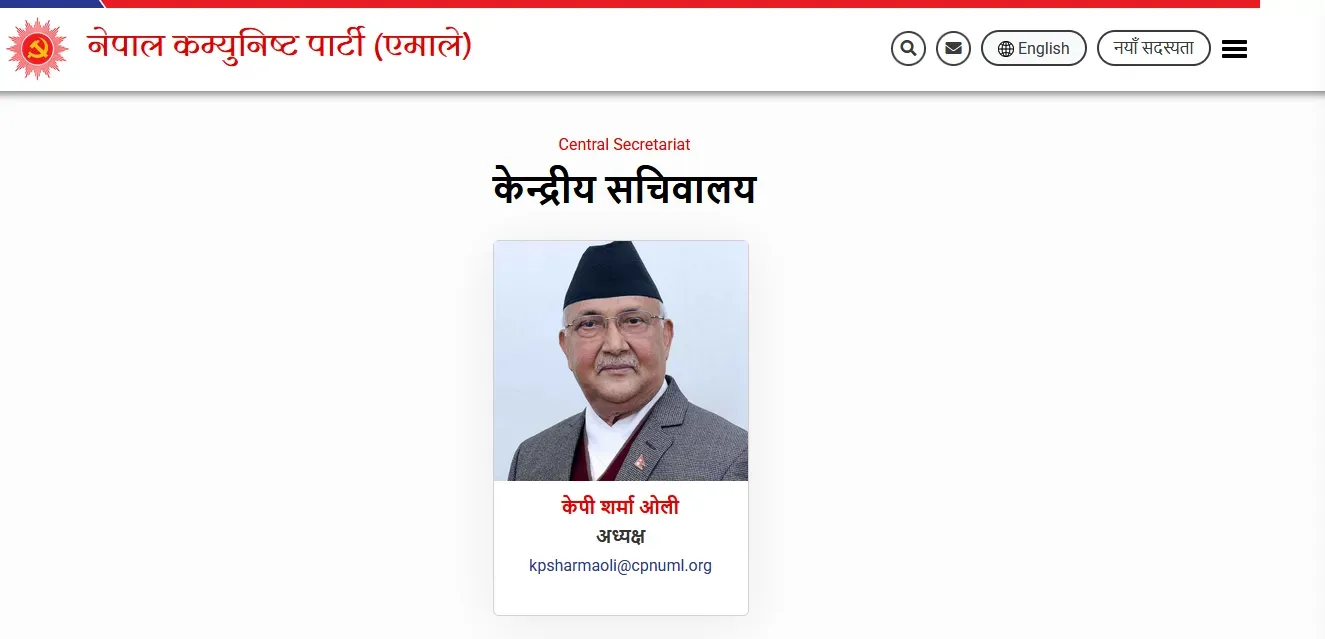 नेपाल कम्युनिष्ट पार्टी (एमाले)
English
नयाँ सदस्यता
Central Secretariat
केन्द्रीय सचिवालय
केपी शर्मा ओली
अध्यक्ष
kpsharmaoli@cpnuml.org